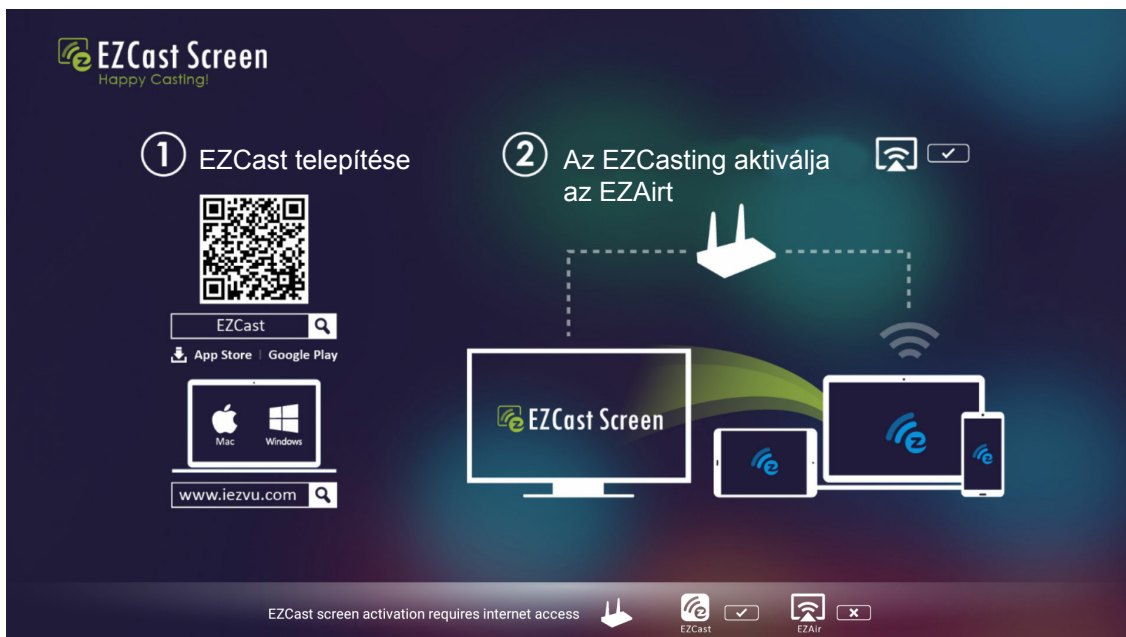 EZCast Screen
Happy Casting!
1 EZCast telepítése
EZCast
App Store | Google Play
Mac Windows
www.iezvu.com
2 Az EZCasting aktiválja
az EZAirt
EZCast Screen
EZCast screen activation requires internet access
EZCast
EZAir